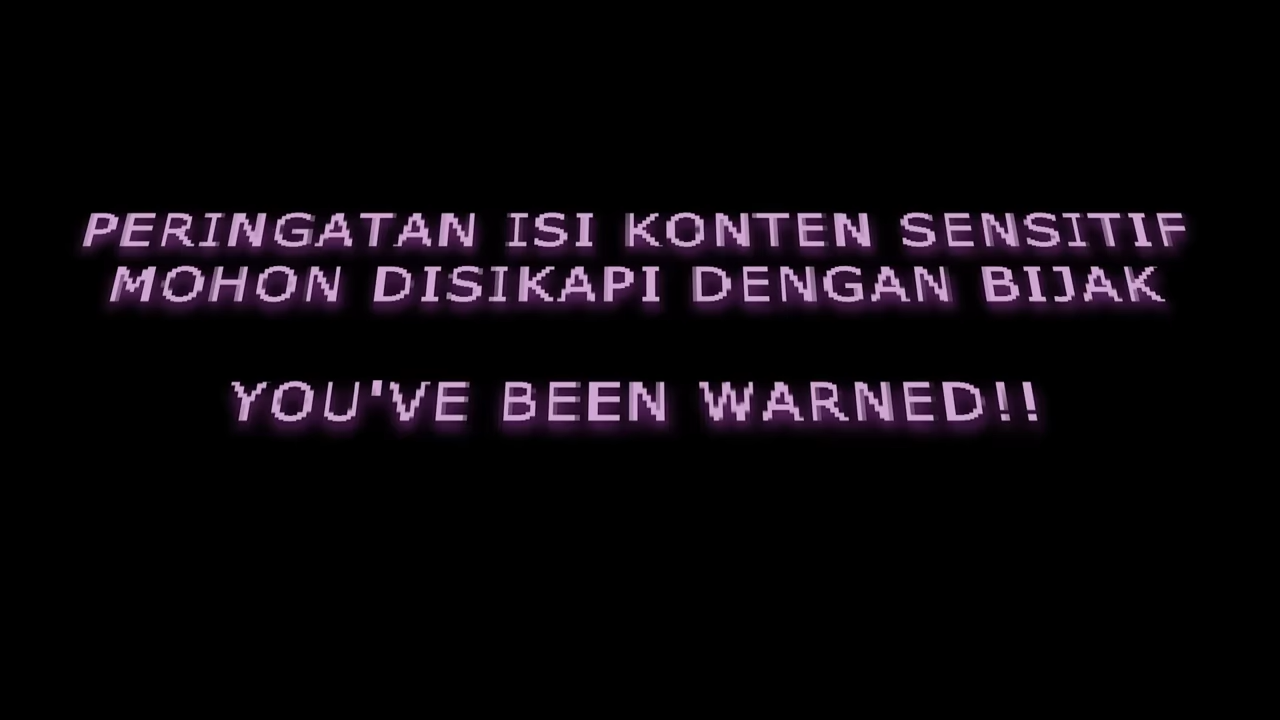 PERINGATAN ISI KONTEN SENSITIF
MOHON DISIKAPI DENGAN BIJAK
YOU'VE BEEN WARNED!!